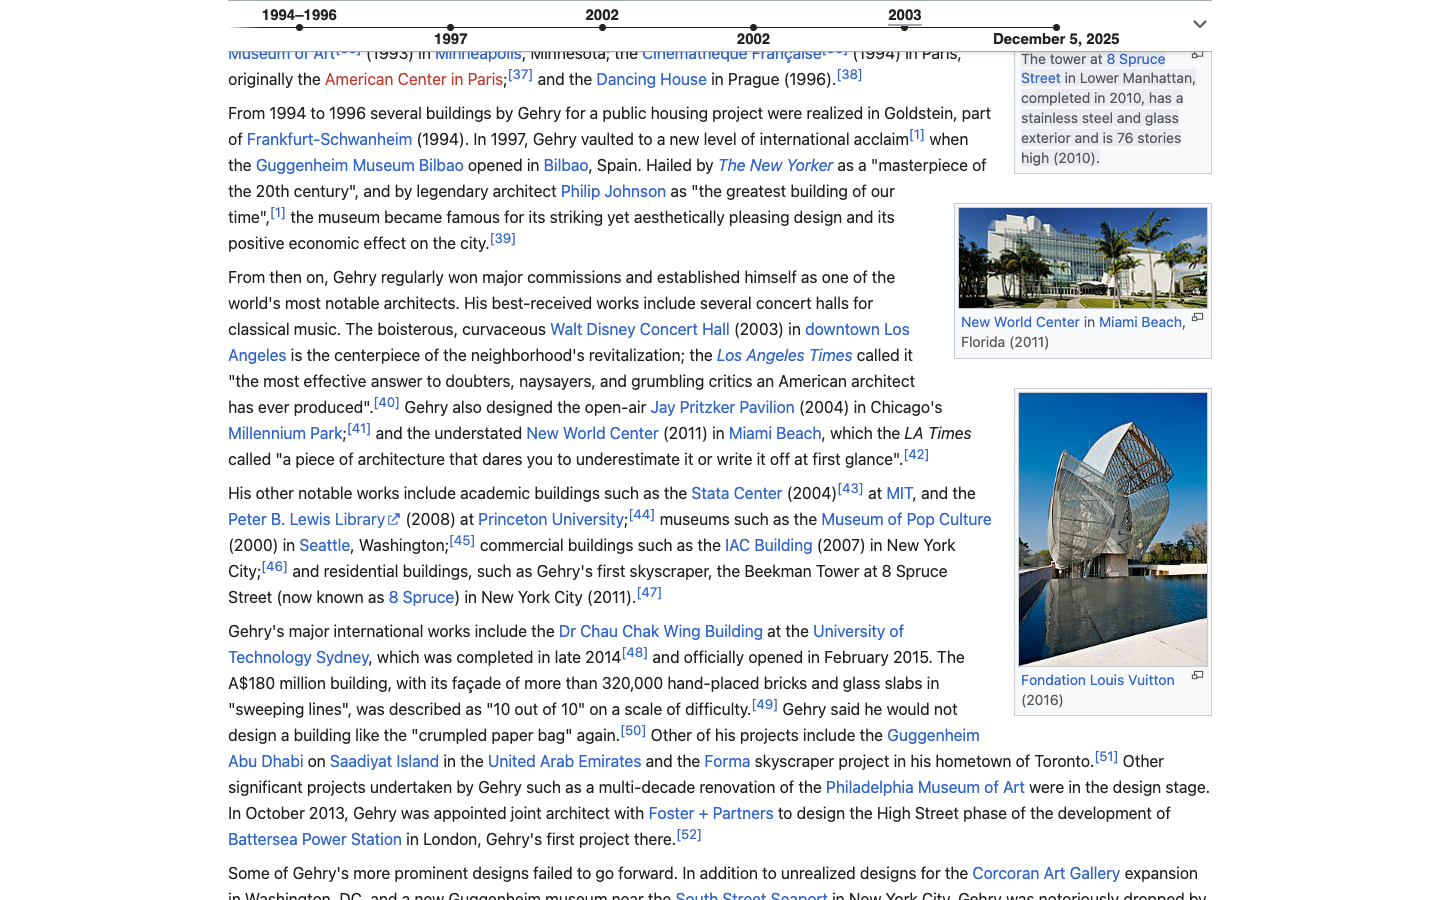 1994–1996
2002
2003
1997
2002
December 5, 2025
Museum of Art (1993) in Minneapolis, Minnesota; the Cinémathèque Française (1994) in Paris,
originally the American Center in Paris;[37] and the Dancing House in Prague (1996).[38]
From 1994 to 1996 several buildings by Gehry for a public housing project were realized in Goldstein, part
of Frankfurt-Schwanheim (1994). In 1997, Gehry vaulted to a new level of international acclaim[1] when
the Guggenheim Museum Bilbao opened in Bilbao, Spain. Hailed by The New Yorker as a "masterpiece of
the 20th century", and by legendary architect Philip Johnson as "the greatest building of our
time",[1] the museum became famous for its striking yet aesthetically pleasing design and its
positive economic effect on the city.[39]
From then on, Gehry regularly won major commissions and established himself as one of the
world's most notable architects. His best-received works include several concert halls for
classical music. The boisterous, curvaceous Walt Disney Concert Hall (2003) in downtown Los
Angeles is the centerpiece of the neighborhood's revitalization; the Los Angeles Times called it
"the most effective answer to doubters, naysayers, and grumbling critics an American architect
has ever produced".[40] Gehry also designed the open-air Jay Pritzker Pavilion (2004) in Chicago's
Millennium Park;[41] and the understated New World Center (2011) in Miami Beach, which the LA Times
called "a piece of architecture that dares you to underestimate it or write it off at first glance".[42]
His other notable works include academic buildings such as the Stata Center (2004)[43] at MIT, and the
Peter B. Lewis Library (2008) at Princeton University;[44] museums such as the Museum of Pop Culture
(2000) in Seattle, Washington;[45] commercial buildings such as the IAC Building (2007) in New York
City;[46] and residential buildings, such as Gehry's first skyscraper, the Beekman Tower at 8 Spruce
Street (now known as 8 Spruce) in New York City (2011).[47]
Gehry's major international works include the Dr Chau Chak Wing Building at the University of
Technology Sydney, which was completed in late 2014[48] and officially opened in February 2015. The
A$180 million building, with its façade of more than 320,000 hand-placed bricks and glass slabs in
"sweeping lines", was described as "10 out of 10" on a scale of difficulty.[49] Gehry said he would not
design a building like the "crumpled paper bag" again.[50] Other of his projects include the Guggenheim
Abu Dhabi on Saadiyat Island in the United Arab Emirates and the Forma skyscraper project in his hometown of Toronto.[51] Other
significant projects undertaken by Gehry such as a multi-decade renovation of the Philadelphia Museum of Art were in the design stage.
In October 2013, Gehry was appointed joint architect with Foster + Partners to design the High Street phase of the development of
Battersea Power Station in London, Gehry's first project there.[52]
Some of Gehry's more prominent designs failed to go forward. In addition to unrealized designs for the Corcoran Art Gallery expansion
in Washington, DC, and a new Guggenheim museum near the South Street Seaport in New York City, Gehry was notoriously dropped by
The tower at 8 Spruce
Street in Lower Manhattan,
completed in 2010, has a
stainless steel and glass
exterior and is 76 stories
high (2010).
New World Center in Miami Beach,
Florida (2011)
Fondation Louis Vuitton
(2016)